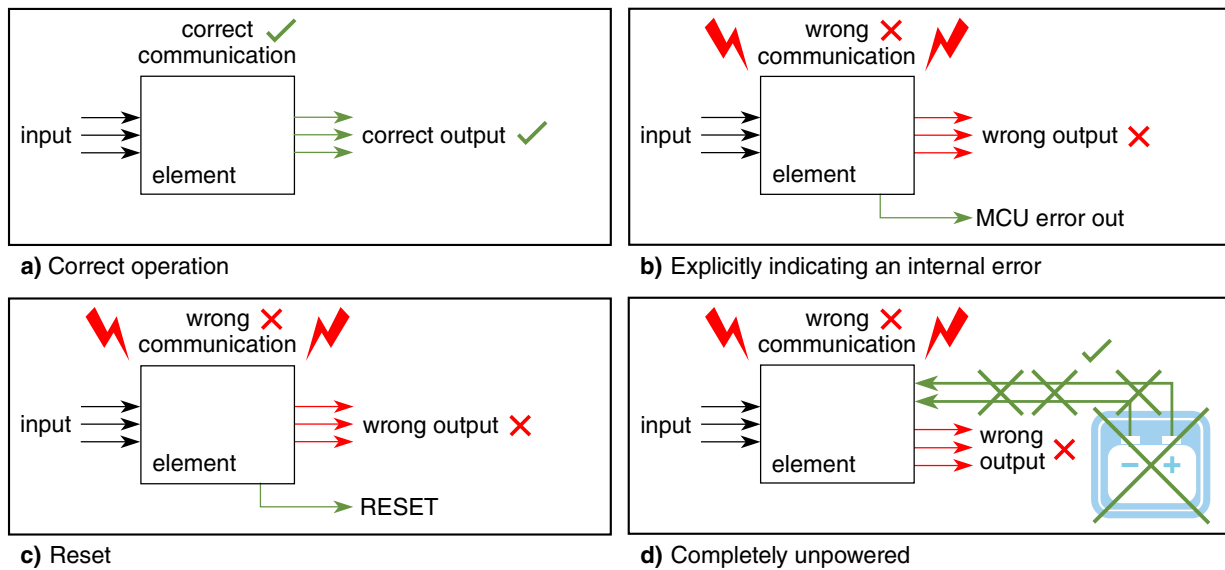 correct
communication
input
correct output
element
a) Correct operation
wrong
communication
input
wrong output
element
MCU error out
b) Explicitly indicating an internal error
wrong
communication
input
wrong output
element
RESET
c) Reset
wrong
communication
input
wrong
output
element
− +
d) Completely unpowered